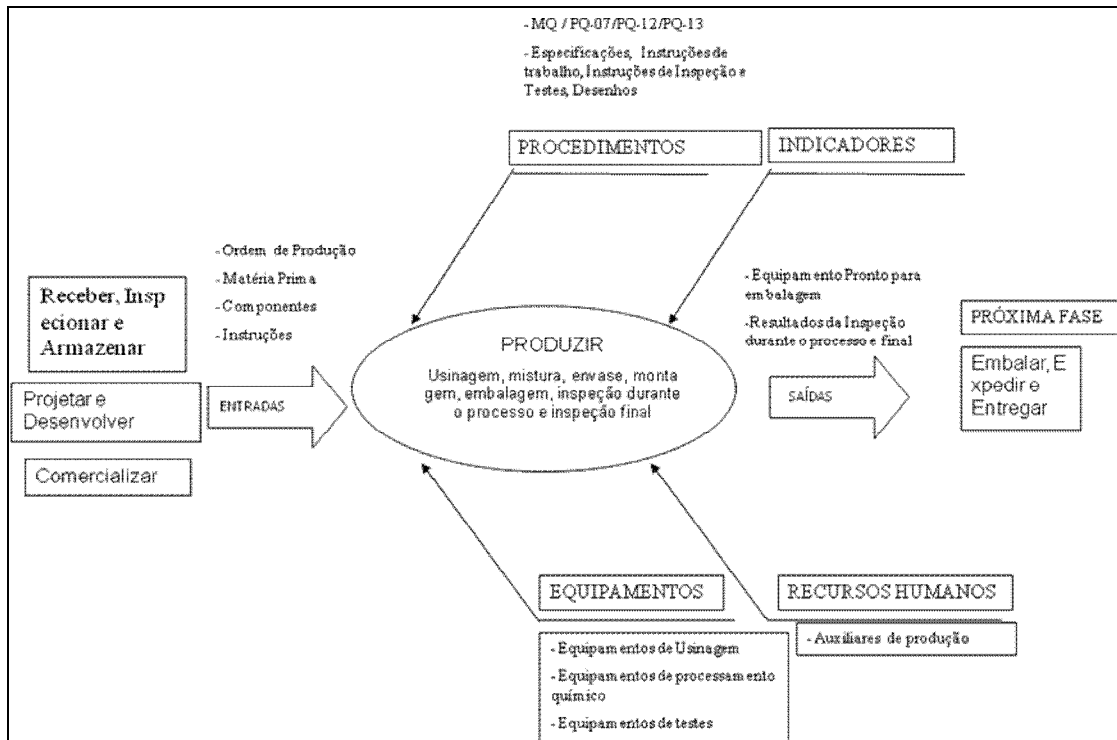 - MQ / PQ-07/PQ-12/PQ-13
- Especificações, Instruções de
trabalho, Instruções de Inspeção e
Testes, Desenhos
PROCEDIMENTOS
INDICADORES
- Ordem de Produção
- Matéria Prima
- Componentes
- Instruções
Receber, Insp
ecionar e
Armazenar
Projetar e
Desenvolver
Comercializar
ENTRADAS
PRODUZIR
Usinagem, mistura, envase, monta
gem, embalagem, inspeção durante
o processo e inspeção final
- Equipamento Pronto para
embalagem
- Resultados da Inspeção
durante o processo e final
SAÍDAS
PRÓXIMA FASE
Embalar, E
xpedir e
Entregar
EQUIPAMENTOS
- Equipamentos de Usinagem
- Equipamentos de processamento
químico
- Equipamentos de testes
RECURSOS HUMANOS
- Auxiliares de produção